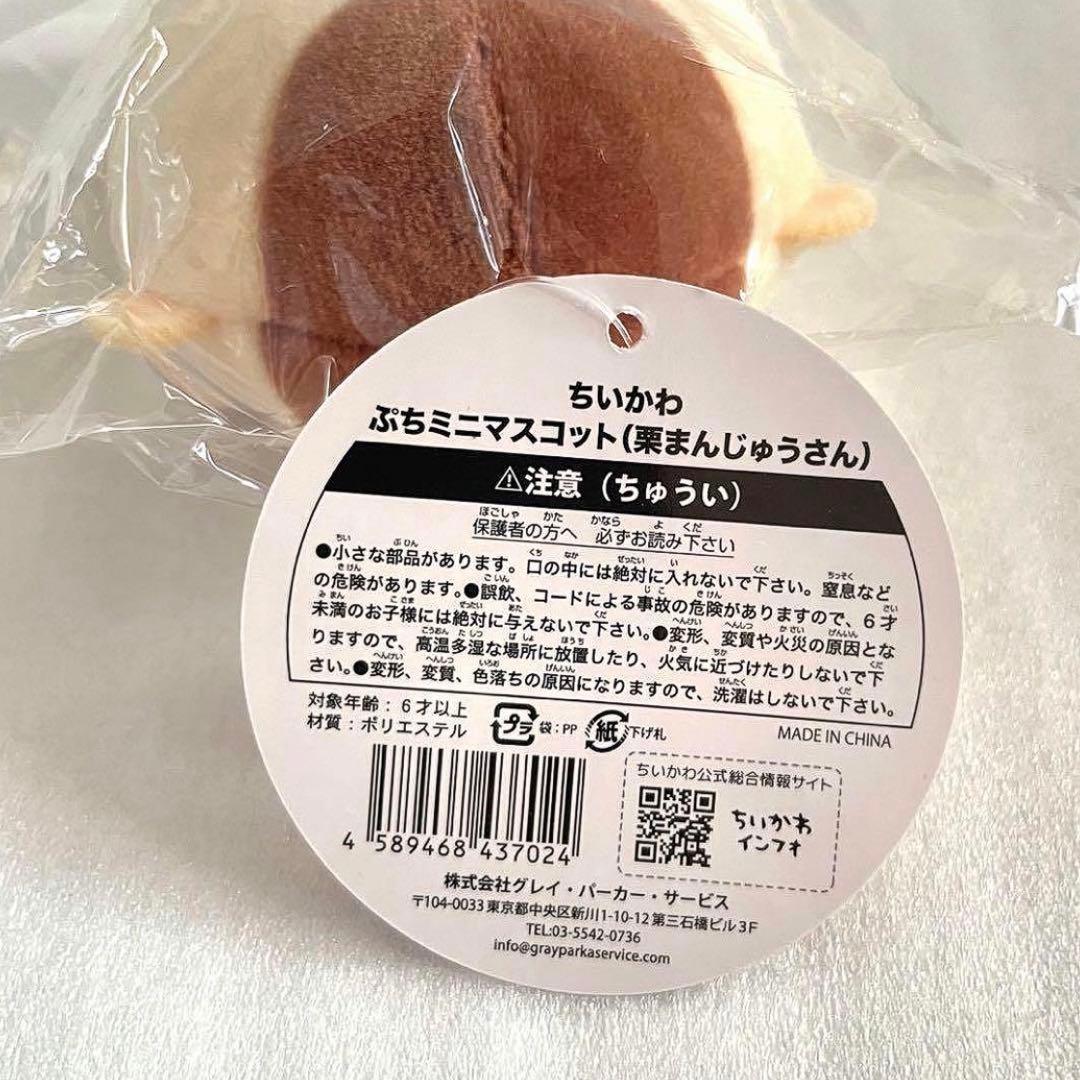 ちいかわ
ぷちミニマスコット(栗まんじゅうさん)
⚠注意(ちゅうい)
保護者の方へ 必ずお読み下さい
●小さな部品があります。口の中には絶対に入れないで下さい。窒息など
の危険があります。●誤飲、コードによる事故の危険がありますので、6才
未満のお子様には絶対に与えないで下さい。●変形、変質や火災の原因とな
りますので、高温多湿な場所に放置したり、火気に近づけたりしないで下
さい。●変形、変質、色落ちの原因になりますので、洗濯はしないで下さい。
対象年齢:6才以上
材質:ポリエステル
プラ 袋:PP 紙 下げ札
MADE IN CHINA
4 589468 437024
ちいかわ公式総合情報サイト
ちいかわ
インフォ
株式会社グレイ・パーカー・サービス
〒104-0033 東京都中央区新川1-10-12 第三石橋ビル3F
TEL:03-5542-0736
info@grayparkaservice.com